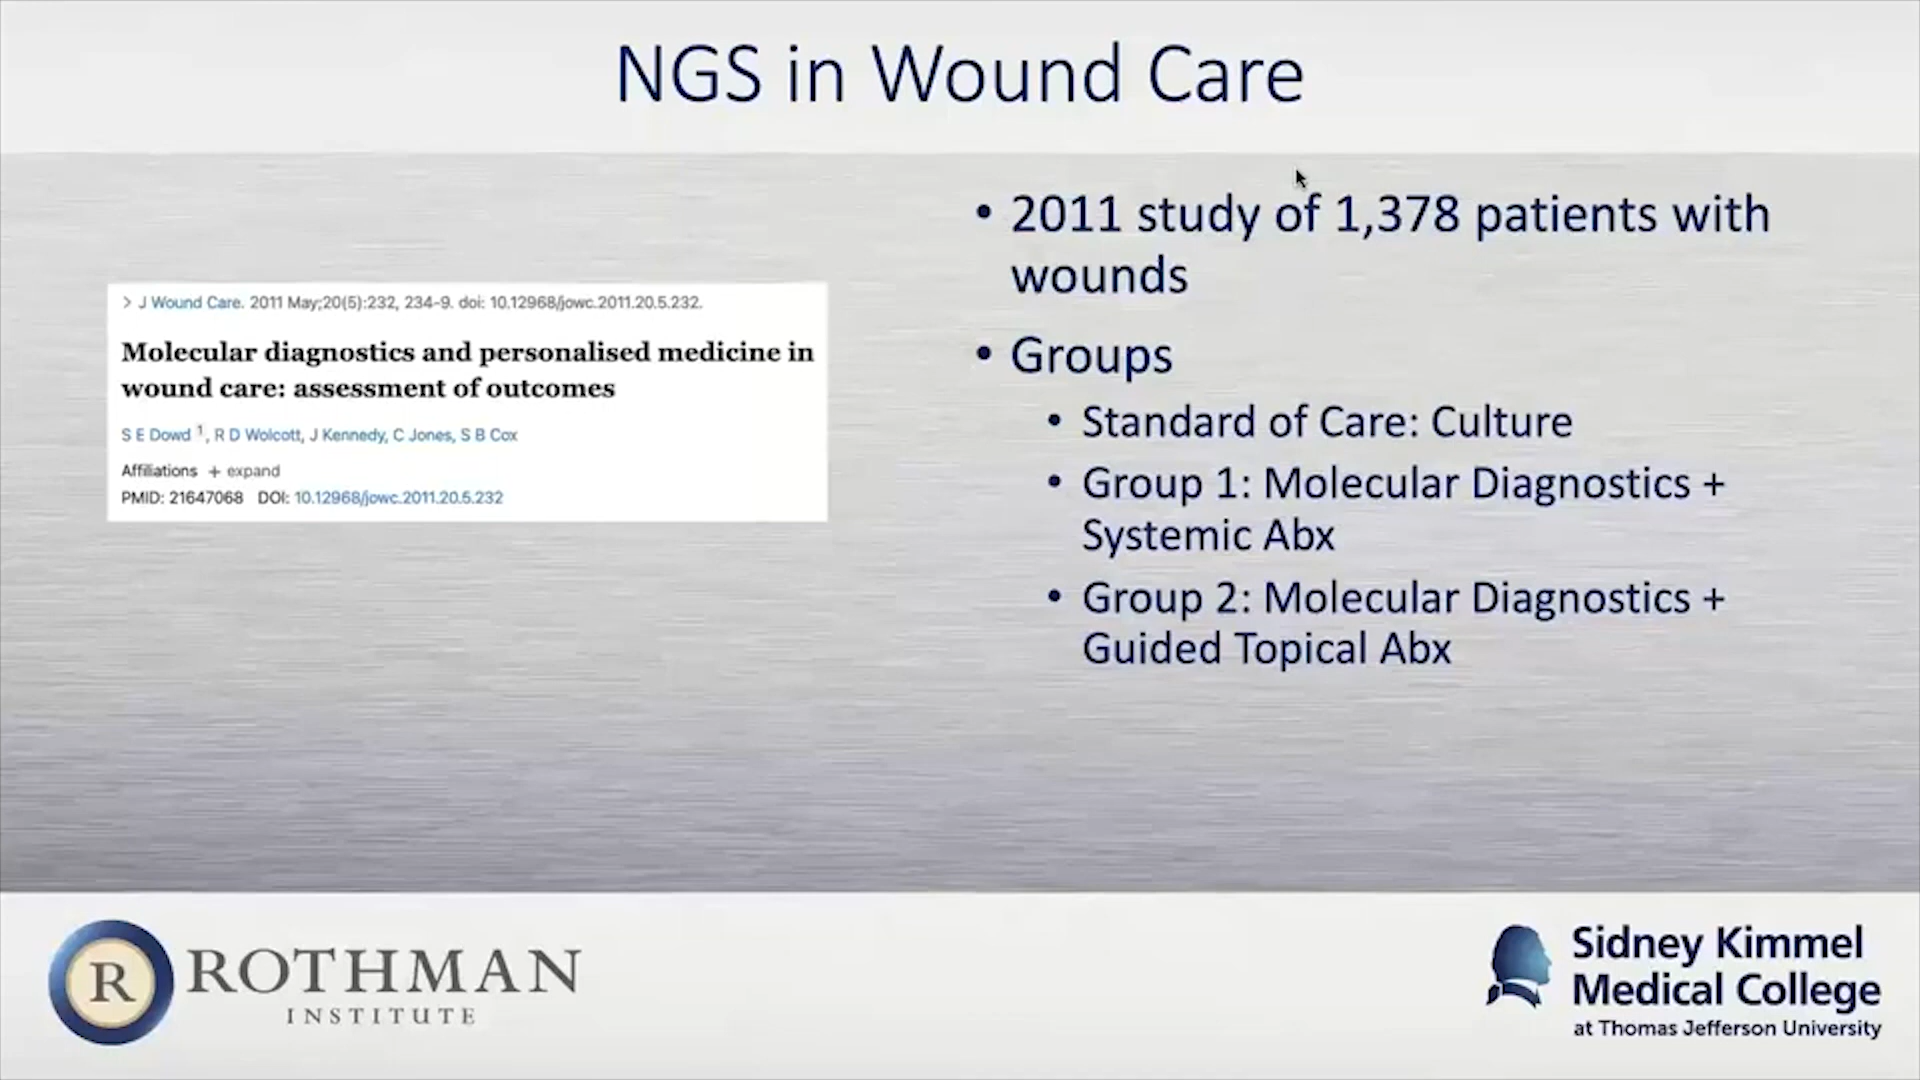 NGS in Wound Care
> J Wound Care. 2011 May;20(5):232, 234-9. doi: 10.12968/jowc.2011.20.5.232.
Molecular diagnostics and personalised medicine in
wound care: assessment of outcomes
S E Dowd 1, R D Wolcott, J Kennedy, C Jones, S B Cox
Affiliations + expand
PMID: 21647068 DOI: 10.12968/jowc.2011.20.5.232
• 2011 study of 1,378 patients with
wounds
• Groups
• Standard of Care: Culture
• Group 1: Molecular Diagnostics +
Systemic Abx
• Group 2: Molecular Diagnostics +
Guided Topical Abx
R
ROTHMAN
INSTITUTE
Sidney Kimmel
Medical College
at Thomas Jefferson University